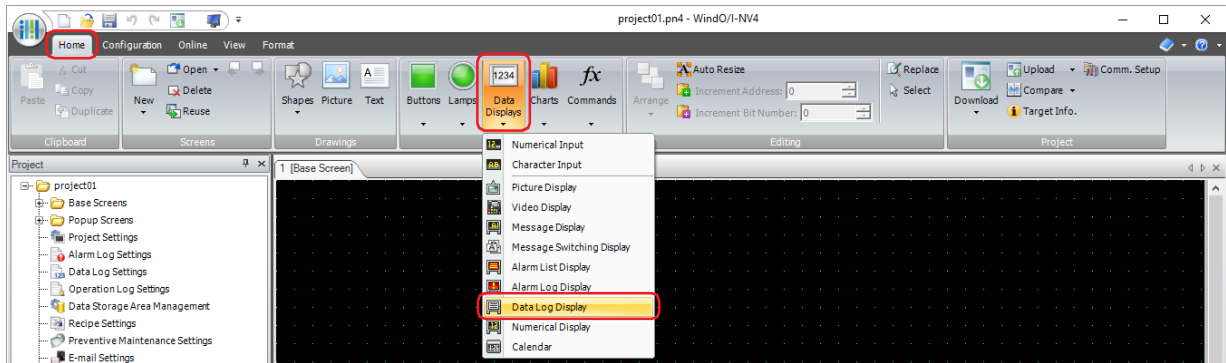 project01.pn4 - WindO/I-NV4
Home Configuration Online View Format
Paste
Cut
Copy
Duplicate
Clipboard
New
Open
Delete
Reuse
Screens
Shapes Picture Text
Drawings
Buttons Lamps Data Displays Charts Commands
1234
fx
Arrange
Auto Resize
Increment Address: 0
Increment Bit Number: 0
Replace
Select
Editing
Download
Upload
Compare
Target Info.
Comm. Setup
Project
Project
project01
Base Screens
Popup Screens
Project Settings
Alarm Log Settings
Data Log Settings
Operation Log Settings
Data Storage Area Management
Recipe Settings
Preventive Maintenance Settings
E-mail Settings
1 [Base Screen]
Numerical Input
Character Input
Picture Display
Video Display
Message Display
Message Switching Display
Alarm List Display
Alarm Log Display
Data Log Display
Numerical Display
Calendar